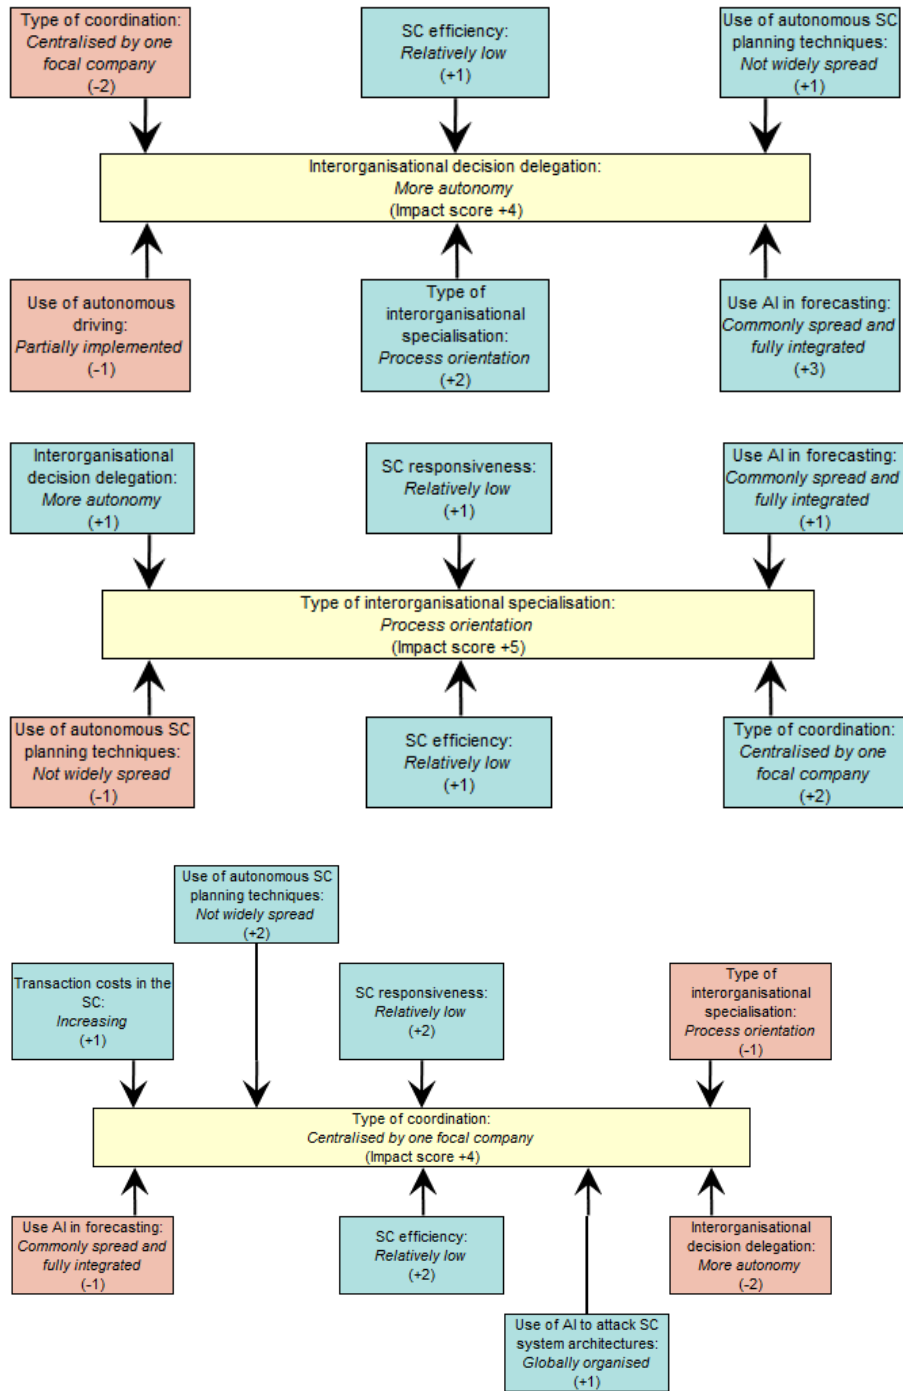 Type of coordination:
Centralised by one
focal company
(-2)
SC efficiency:
Relatively low
(+1)
Use of autonomous SC
planning techniques:
Not widely spread
(+1)
Interorganisational decision delegation:
More autonomy
(Impact score +4)
Use of autonomous
driving:
Partially implemented
(-1)
Type of
interorganisational
specialisation:
Process orientation
(+2)
Use AI in forecasting:
Commonly spread and
fully integrated
(+3)
Interorganisational
decision delegation:
More autonomy
(+1)
SC responsiveness:
Relatively low
(+1)
Use AI in forecasting:
Commonly spread and
fully integrated
(+1)
Type of interorganisational specialisation:
Process orientation
(Impact score +5)
Use of autonomous SC
planning techniques:
Not widely spread
(-1)
SC efficiency:
Relatively low
(+1)
Type of coordination:
Centralised by one
focal company
(+2)
Use of autonomous SC
planning techniques:
Not widely spread
(+2)
Transaction costs in the
SC:
Increasing
(+1)
SC responsiveness:
Relatively low
(+2)
Type of
interorganisational
specialisation:
Process orientation
(-1)
Type of coordination:
Centralised by one focal company
(Impact score +4)
Use AI in forecasting:
Commonly spread and
fully integrated
(-1)
SC efficiency:
Relatively low
(+2)
Interorganisational
decision delegation:
More autonomy
(-2)
Use of AI to attack SC
system architectures:
Globally organised
(+1)